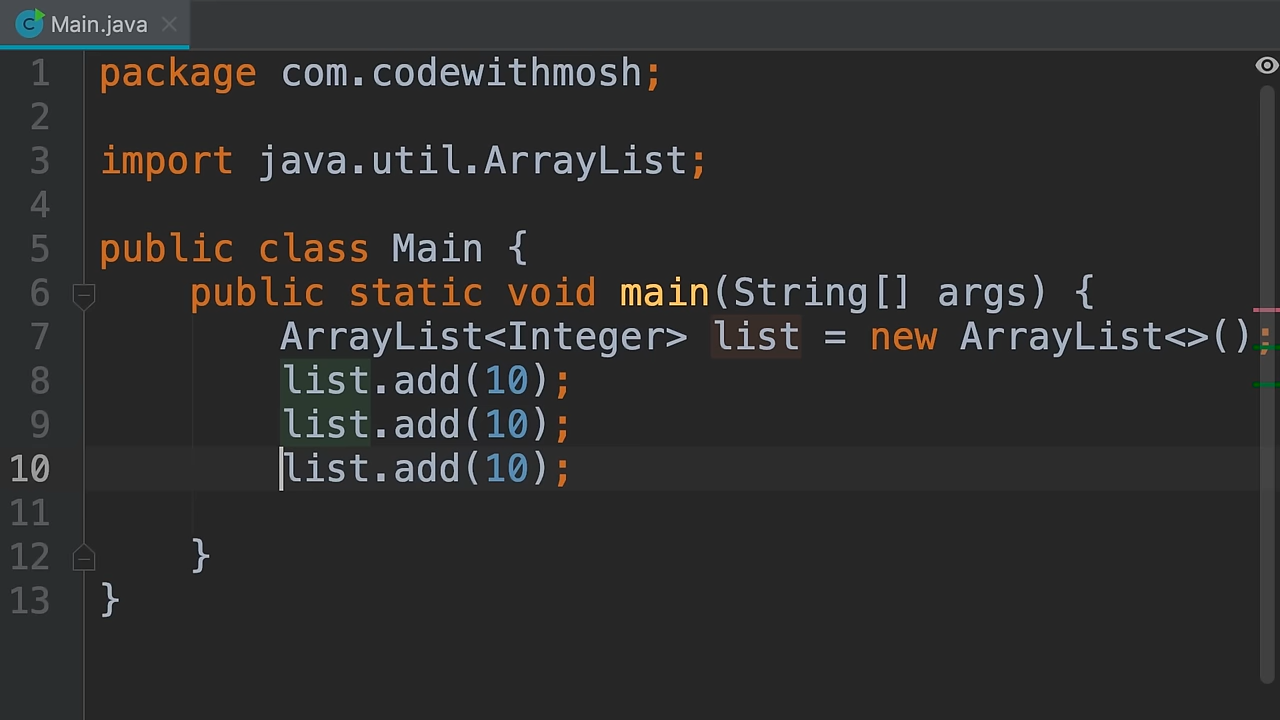 Main.java
1 package com.codewithmosh;
2
3 import java.util.ArrayList;
4
5 public class Main {
6     public static void main(String[] args) {
7         ArrayList<Integer> list = new ArrayList<>();
8         list.add(10);
9         list.add(10);
10         list.add(10);
11
12     }
13 }